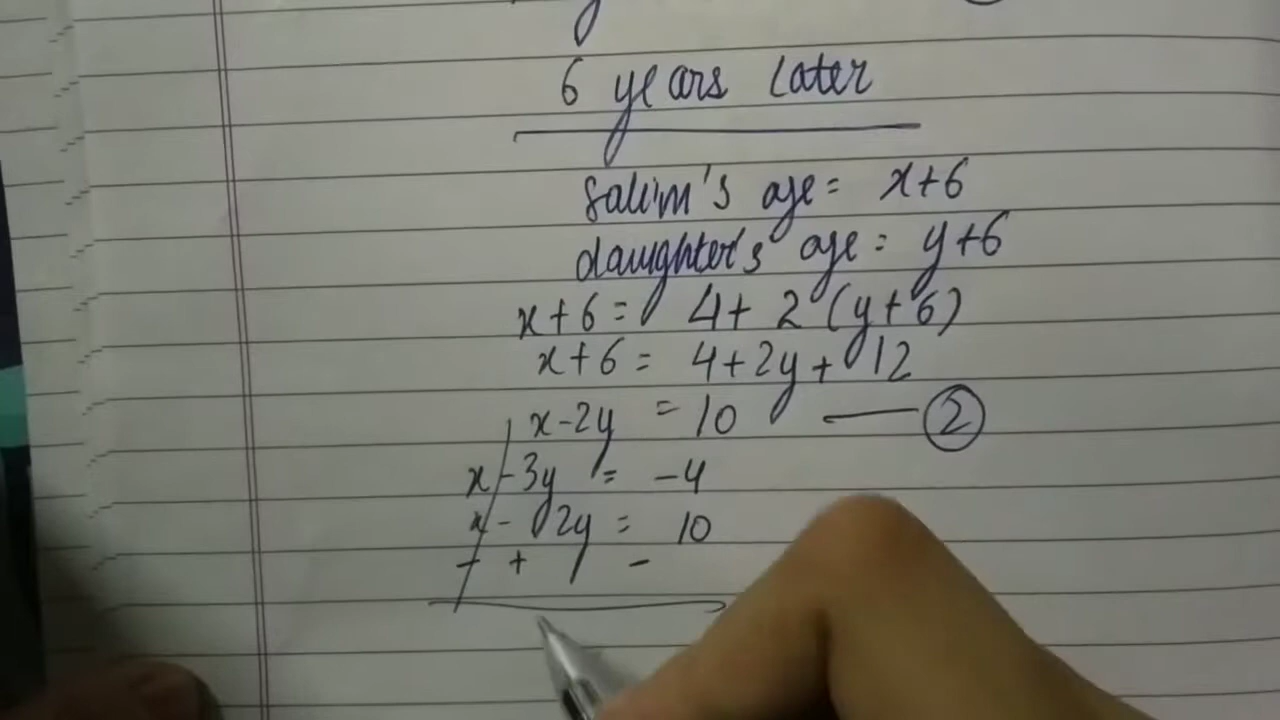 6 years later
salim's age = x+6
daughter's age = y+6
x+6 = 4+ 2 (y+6)
x+6 = 4+2y+ 12
x-2y = 10 — 2
x-3y = -4
x- 2y = 10
- + -